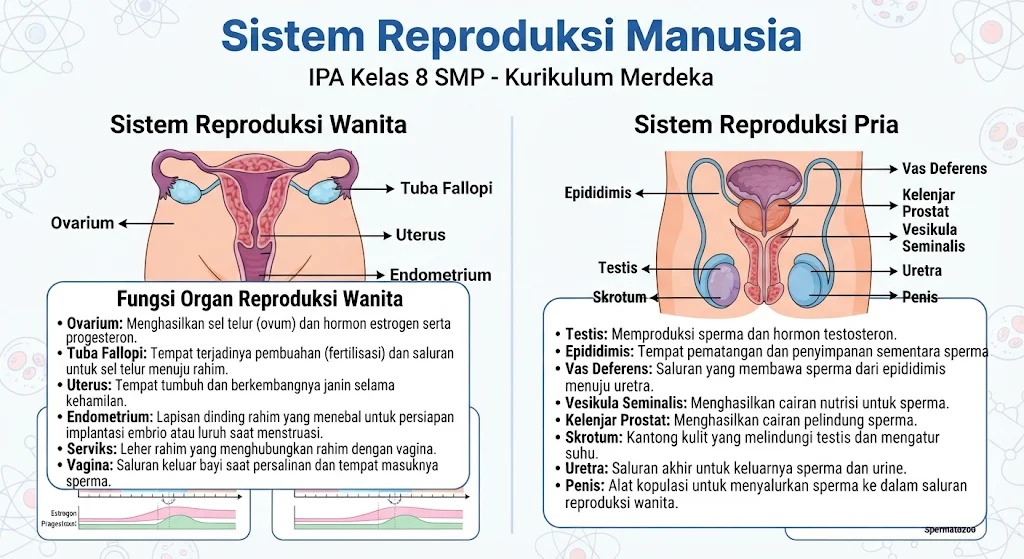 Sistem Reproduksi Manusia
IPA Kelas 8 SMP - Kurikulum Merdeka
Sistem Reproduksi Wanita
Ovarium
Tuba Fallopi
Uterus
Endometrium
Fungsi Organ Reproduksi Wanita
• Ovarium: Menghasilkan sel telur (ovum) dan hormon estrogen serta
progesteron.
• Tuba Fallopi: Tempat terjadinya pembuahan (fertilisasi) dan saluran
untuk sel telur menuju rahim.
• Uterus: Tempat tumbuh dan berkembangnya janin selama
kehamilan.
• Endometrium: Lapisan dinding rahim yang menebal untuk persiapan
implantasi embrio atau luruh saat menstruasi.
• Serviks: Leher rahim yang menghubungkan rahim dengan vagina.
• Vagina: Saluran keluar bayi saat persalinan dan tempat masuknya
sperma.
Estrogon
Sistem Reproduksi Pria
Epididimis
Testis
Skrotum
Vas Deferens
Kelenjar
Prostat
Vesikula
Seminalis
Uretra
Penis
• Testis: Memproduksi sperma dan hormon testosteron.
• Epididimis: Tempat pematangan dan penyimpanan sementara sperma
• Vas Deferens: Saluran yang membawa sperma dari epididimis
menuju uretra.
• Vesikula Seminalis: Menghasilkan cairan nutrisi untuk sperma.
• Kelenjar Prostat: Menghasilkan cairan pelindung sperma.
• Skrotum: Kantong kulit yang melindungi testis dan mengatur
suhu.
• Uretra: Saluran akhir untuk keluarnya sperma dan urine.
• Penis: Alat kopulasi untuk menyalurkan sperma ke dalam saluran
reproduksi wanita.